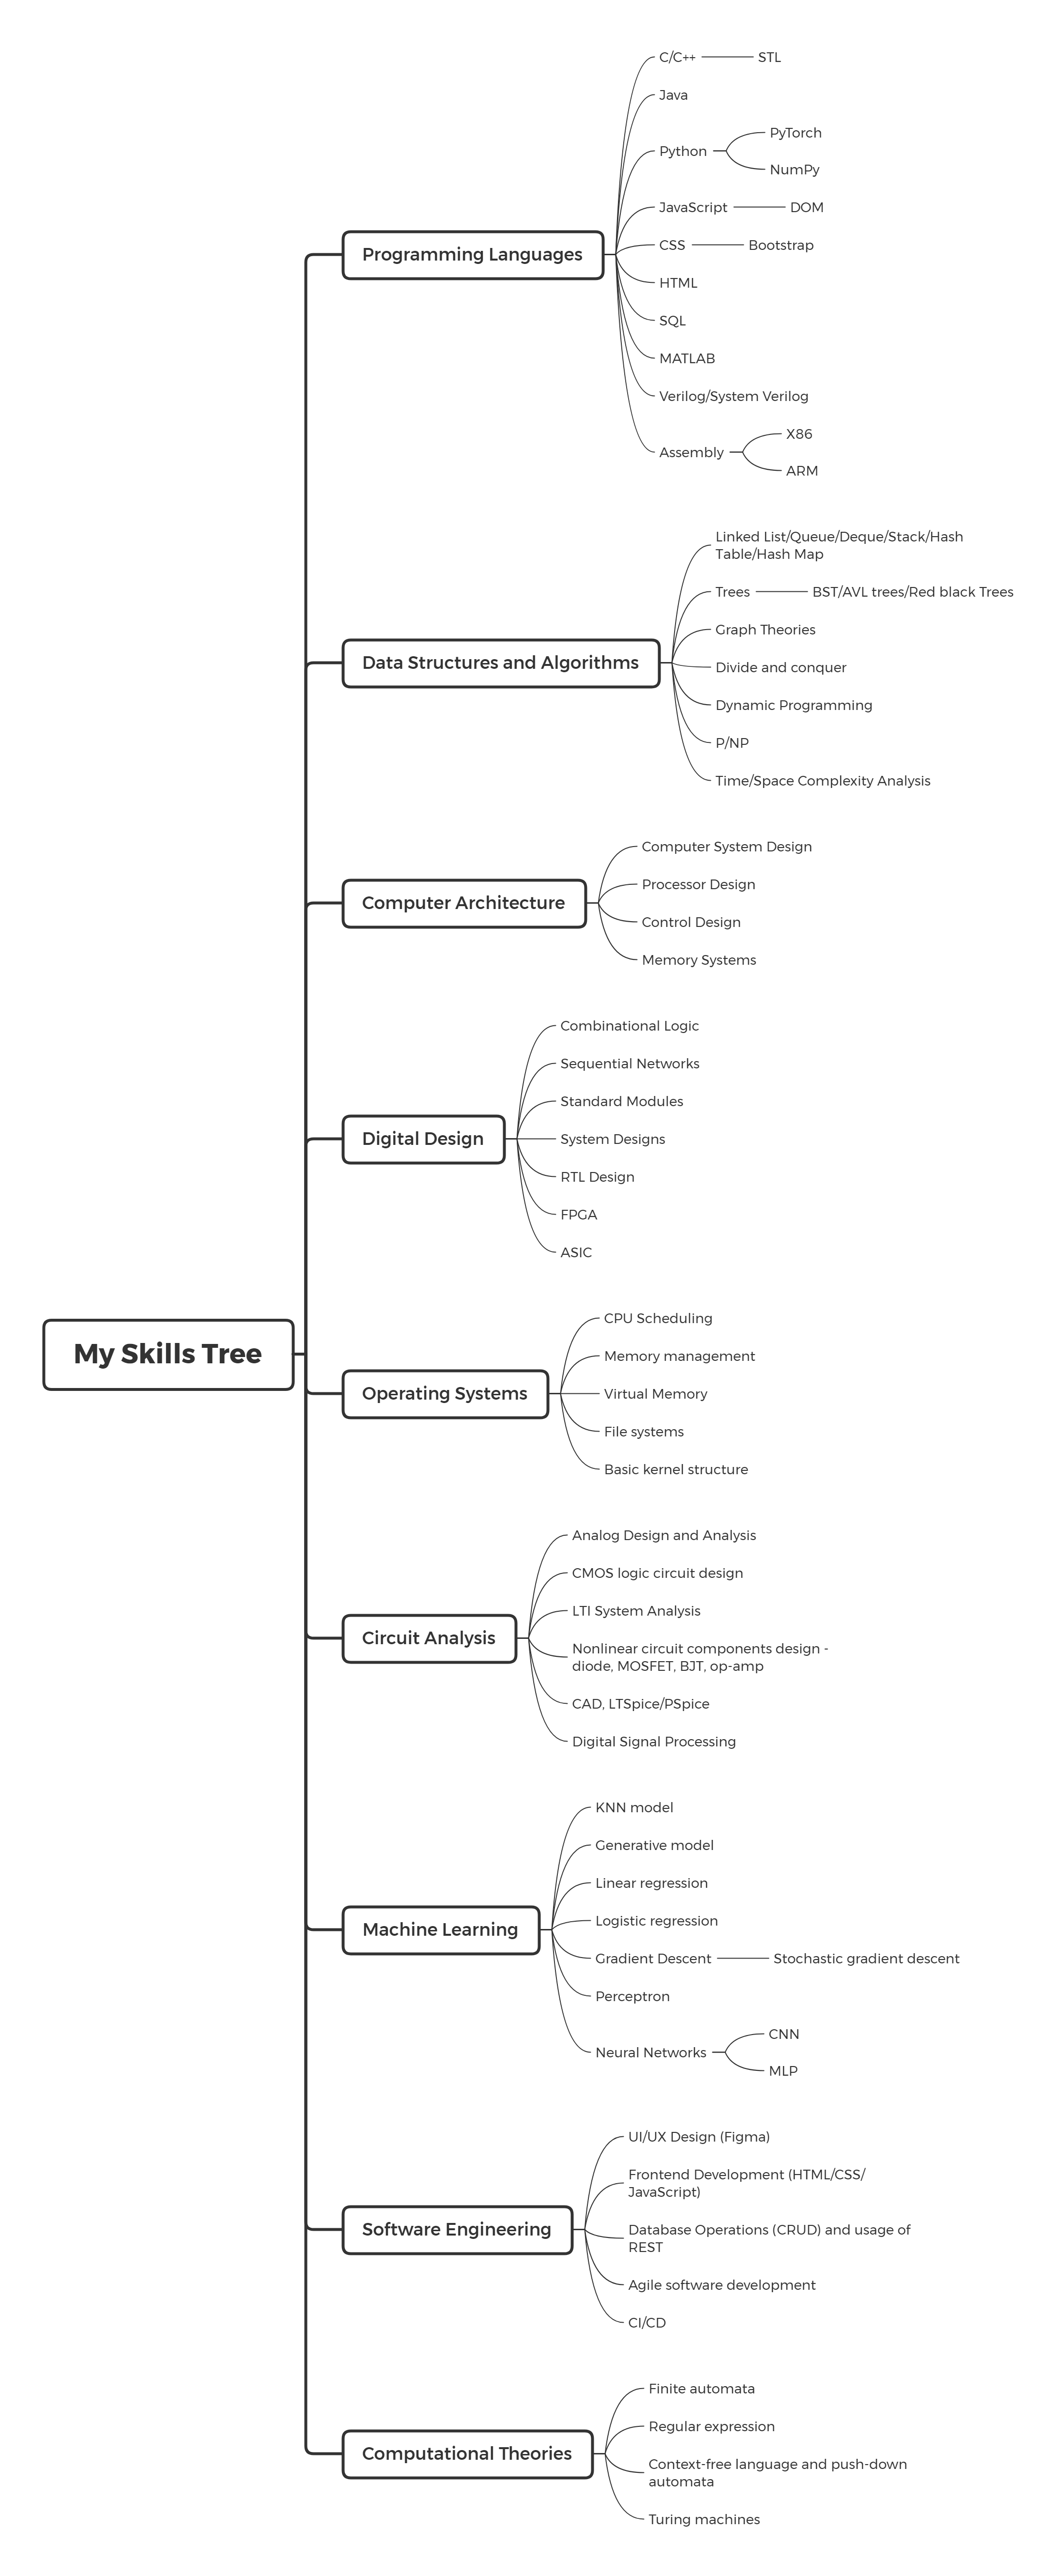 C/C++
STL
Java
Python
PyTorch
NumPy
JavaScript
DOM
CSS
Bootstrap
HTML
SQL
MATLAB
Verilog/System Verilog
Assembly
X86
ARM
Programming Languages
Linked List/Queue/Deque/Stack/Hash
Table/Hash Map
Trees
BST/AVL trees/Red black Trees
Graph Theories
Divide and conquer
Dynamic Programming
P/NP
Time/Space Complexity Analysis
Data Structures and Algorithms
Computer System Design
Processor Design
Control Design
Memory Systems
Computer Architecture
Combinational Logic
Sequential Networks
Standard Modules
System Designs
RTL Design
FPGA
ASIC
Digital Design
My Skills Tree
CPU Scheduling
Memory management
Virtual Memory
File systems
Basic kernel structure
Operating Systems
Analog Design and Analysis
CMOS logic circuit design
LTI System Analysis
Nonlinear circuit components design -
diode, MOSFET, BJT, op-amp
CAD, LTSpice/PSpice
Digital Signal Processing
Circuit Analysis
KNN model
Generative model
Linear regression
Logistic regression
Gradient Descent
Stochastic gradient descent
Perceptron
Neural Networks
CNN
MLP
Machine Learning
UI/UX Design (Figma)
Frontend Development (HTML/CSS/
JavaScript)
Database Operations (CRUD) and usage of
REST
Agile software development
CI/CD
Software Engineering
Finite automata
Regular expression
Context-free language and push-down
automata
Turing machines
Computational Theories